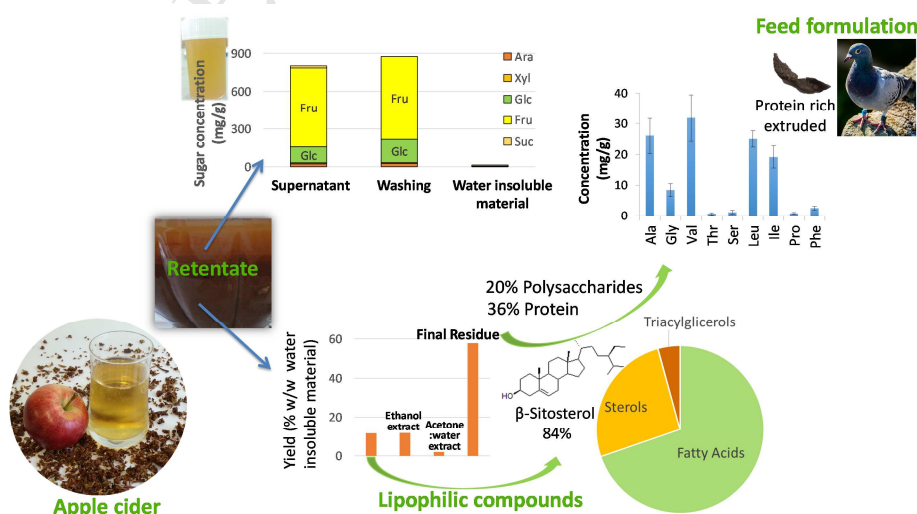 Feed formulation
Protein rich
extruded
Sugar concentration
(mg/g)
900
600
300
0
Fru
Glc
Fru
Glc
Ara
Xyl
Glc
Fru
Suc
Supernatant
Washing
Water insoluble
material
Concentration
(mg/g)
40
30
20
10
0
Ala
Gly
Val
Thr
Ser
Leu
Ile
Pro
Phe
Retentate
20% Polysaccharides
36% Protein
Yield (% w/w water
insoluble material)
60
40
20
0
Final Residue
Ethanol
extract
Acetone
:water
extract
HO
β-Sitosterol
84%
Triacylglicerols
Sterols
Fatty Acids
Lipophilic compounds
Apple cider